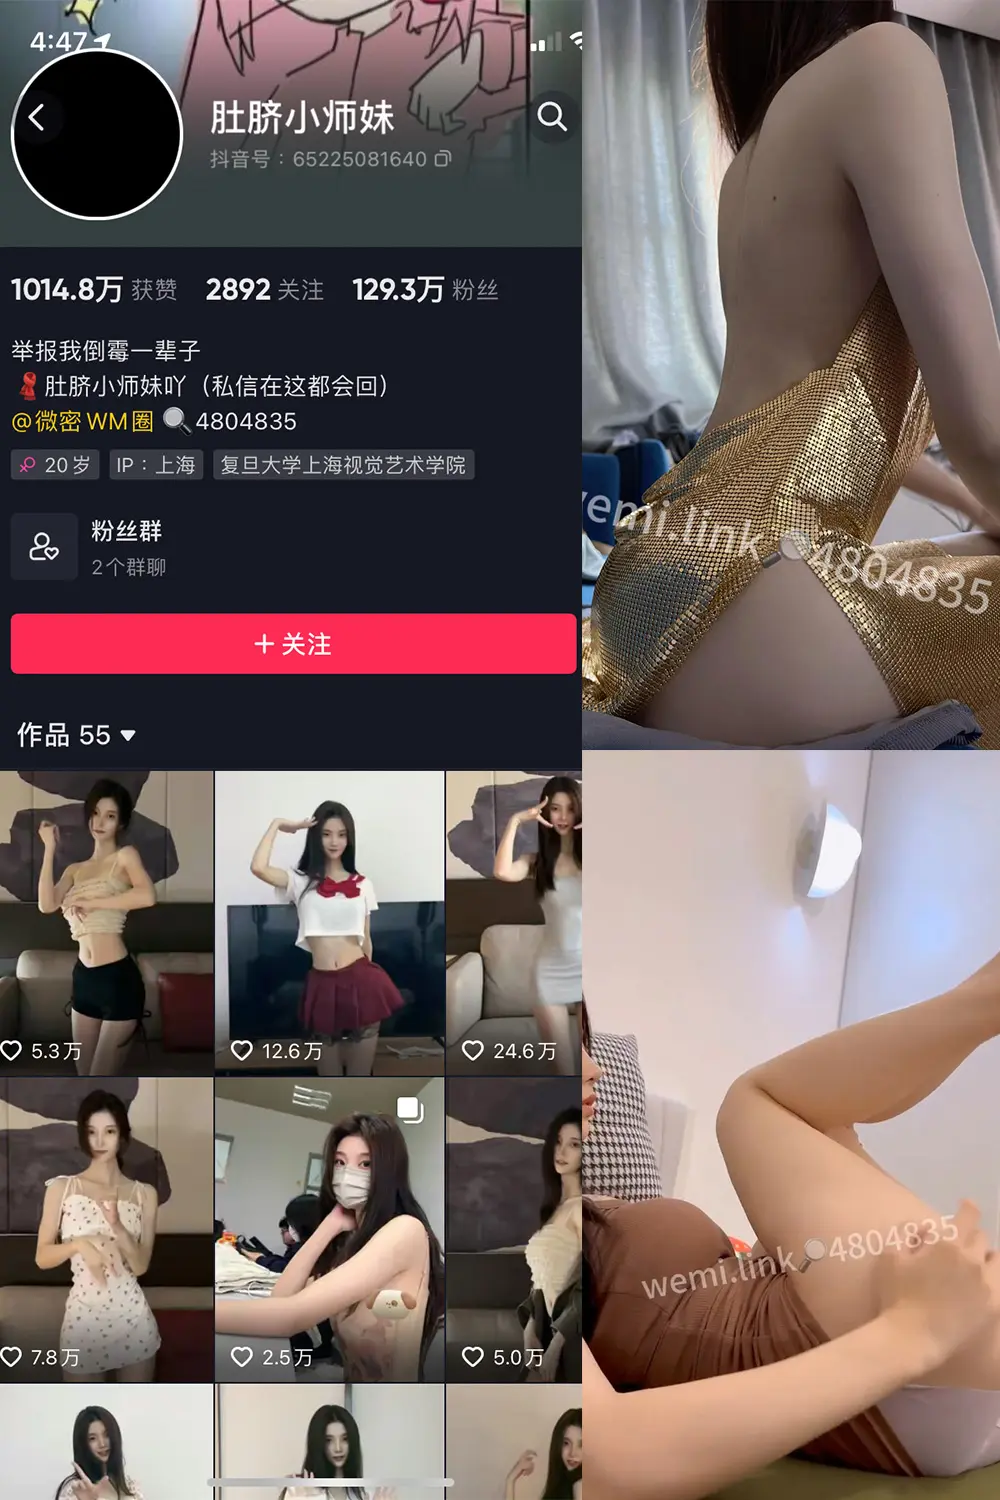 4:47
肚脐小师妹
抖音号：65225081640
1014.8万 获赞 2892 关注 129.3万 粉丝
举报我倒霉一辈子
肚脐小师妹吖（私信在这都会回）
@微密WM圈 🔍4804835
20岁 IP：上海 复旦大学上海视觉艺术学院
粉丝群
2个群聊
+ 关注
作品 55
5.3万 12.6万 24.6万
7.8万 2.5万 5.0万
wemi.link🔍4804835
wemi.link🔍4804835